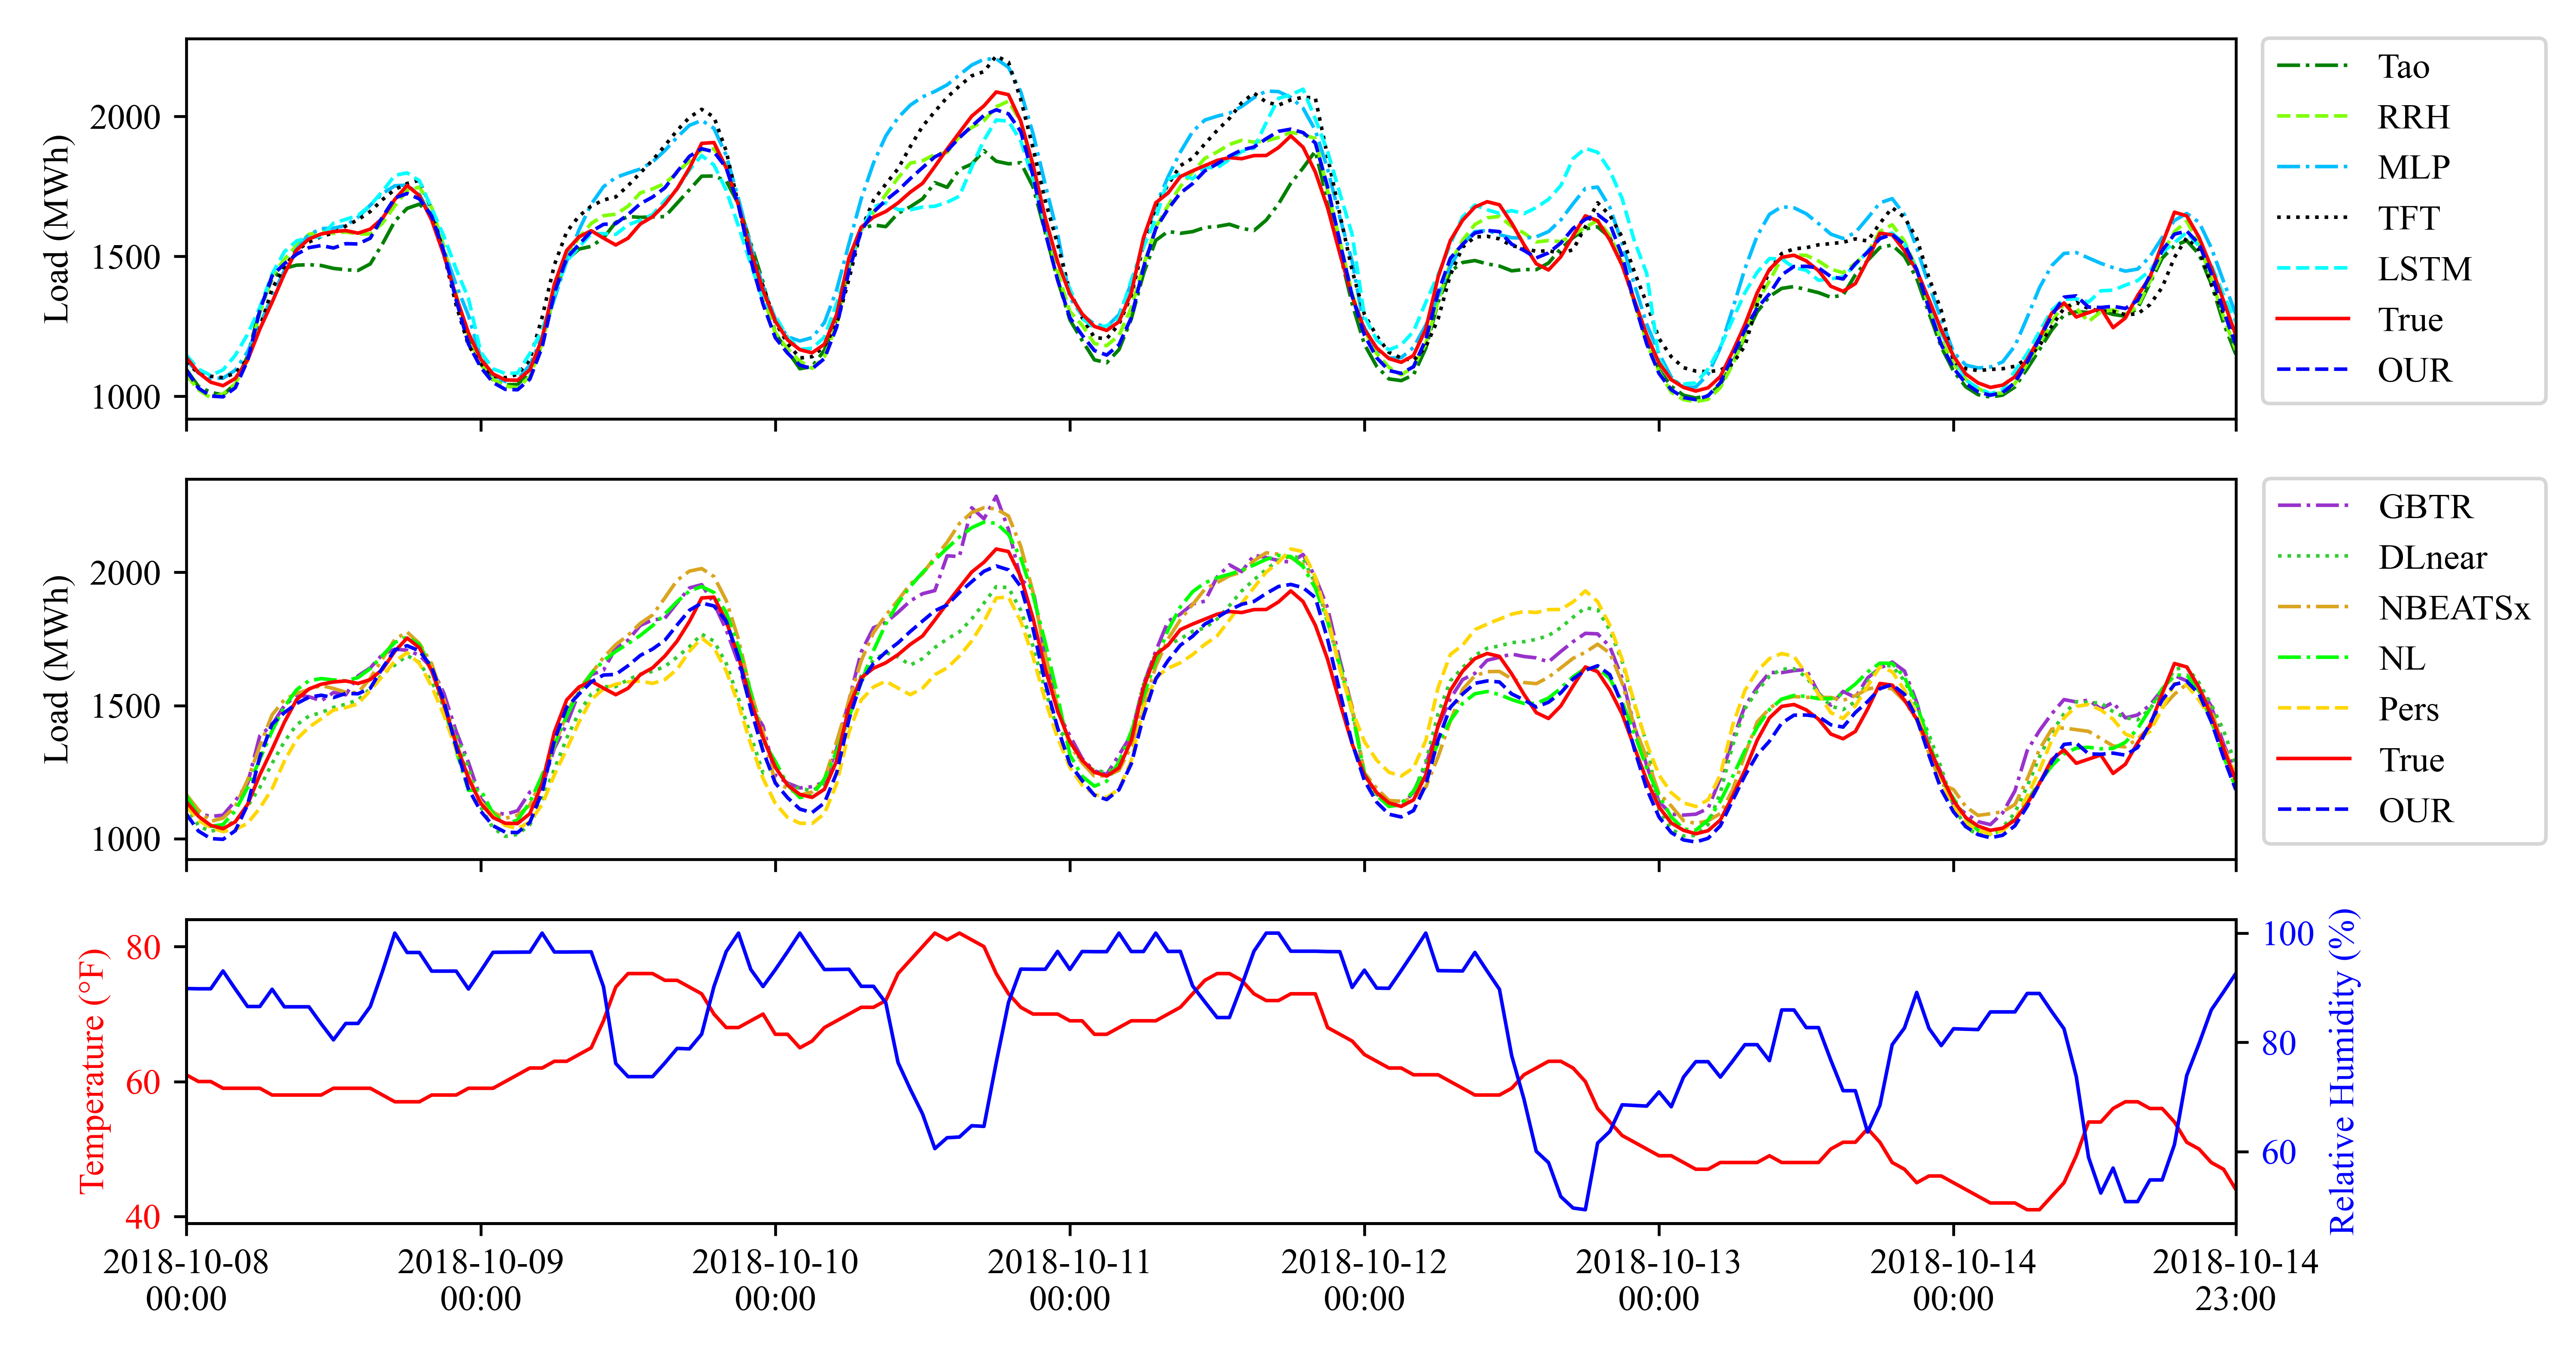 Load (MWh)
2000
1500
1000
Tao
RRH
MLP
TFT
LSTM
True
OUR
Load (MWh)
2000
1500
1000
GBTR
DLnear
NBEATSx
NL
Pers
True
OUR
Temperature (°F)
80
60
40
100
80
60
Relative Humidity (%)
2018-10-08
00:00
2018-10-09
00:00
2018-10-10
00:00
2018-10-11
00:00
2018-10-12
00:00
2018-10-13
00:00
2018-10-14
00:00
2018-10-14
23:00